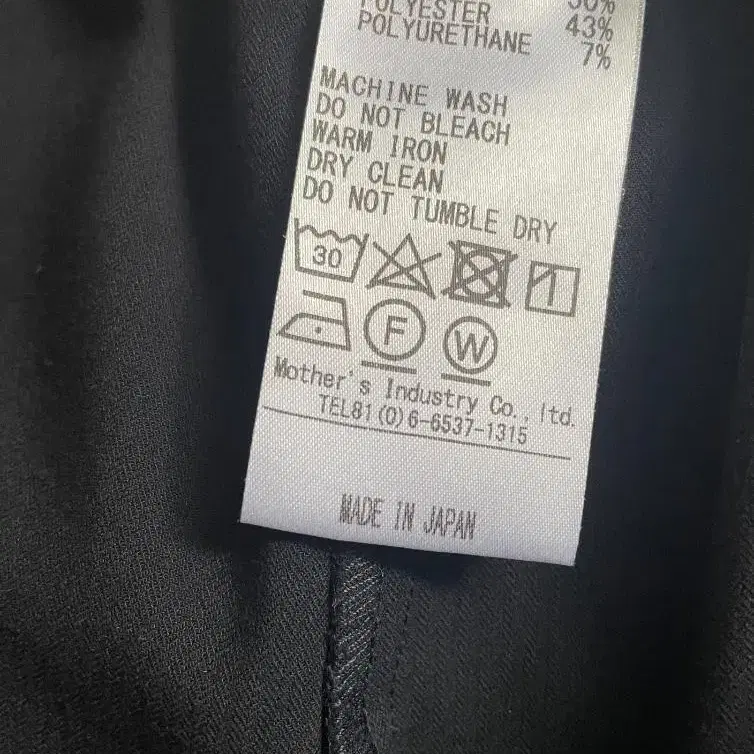 POLYESTER 50%
POLYURETHANE 43%
7%
MACHINE WASH
DO NOT BLEACH
WARM IRON
DRY CLEAN
DO NOT TUMBLE DRY
30
F W
Mother's Industry Co., ltd.
TEL81(0)6-6537-1315
MADE IN JAPAN